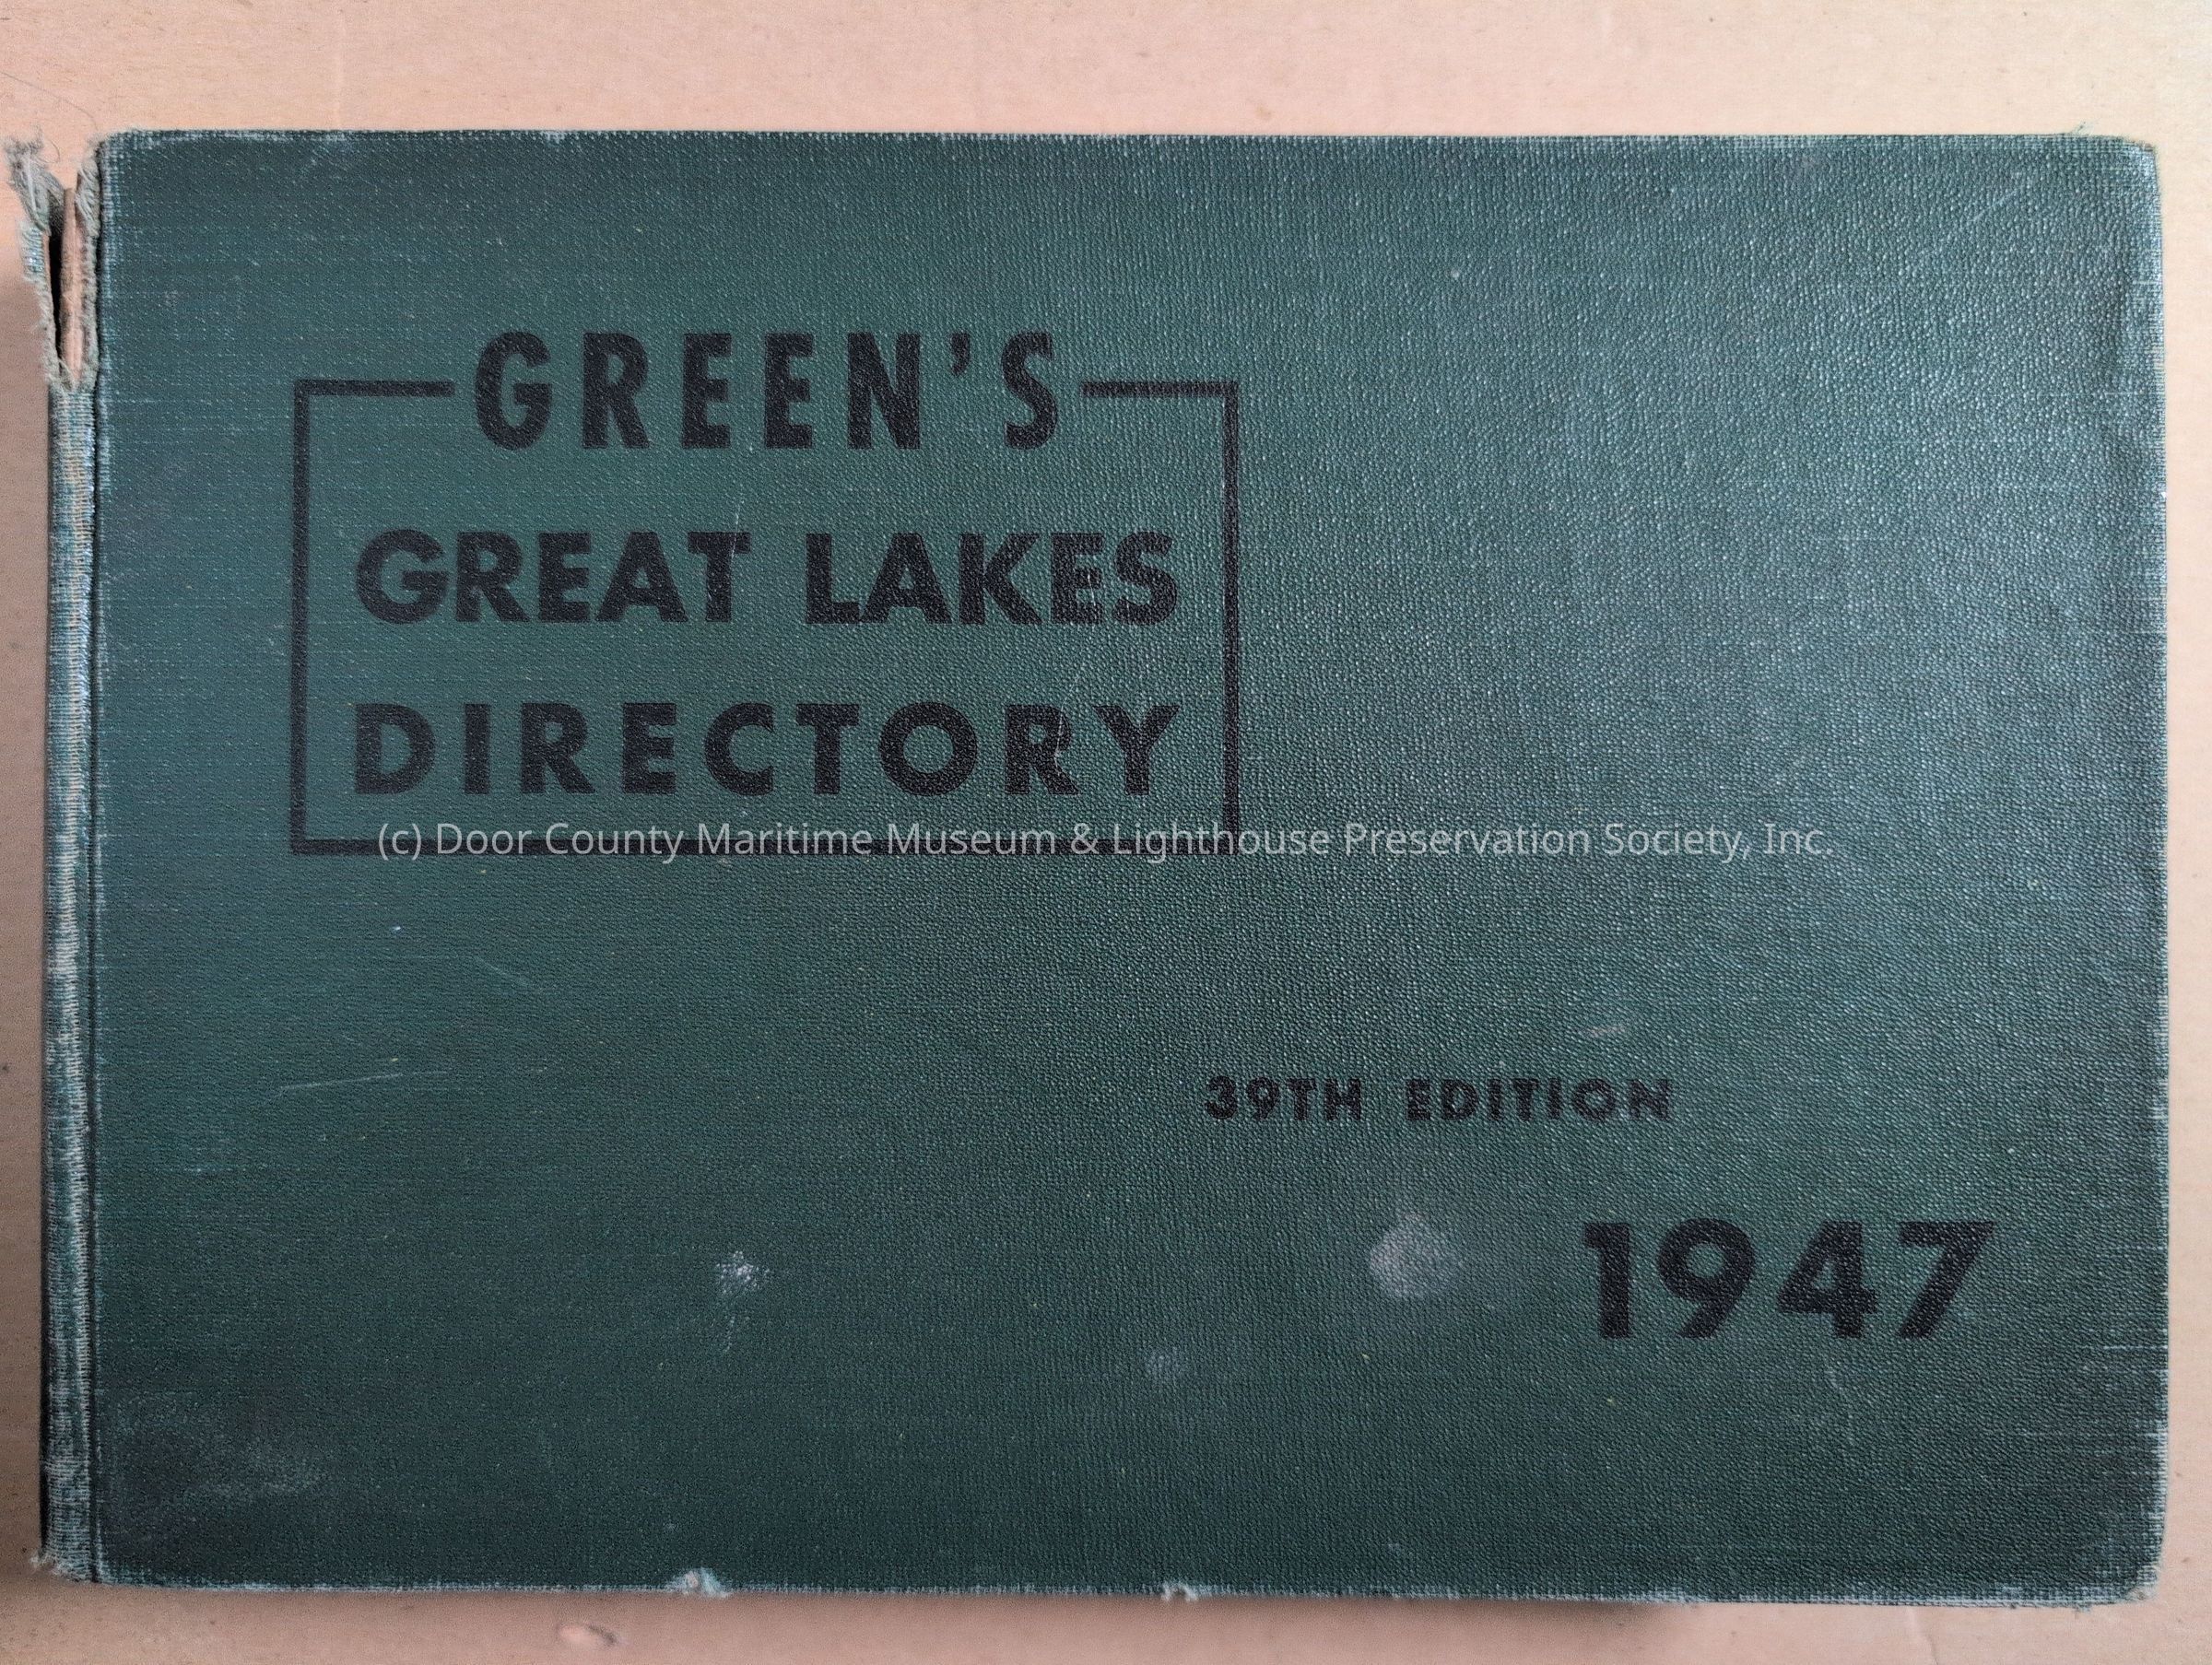 GREEN'S
GREAT LAKES
DIRECTORY
(c) Door County Maritime Museum & Lighthouse Preservation Society, Inc.
39TH EDITION
1947